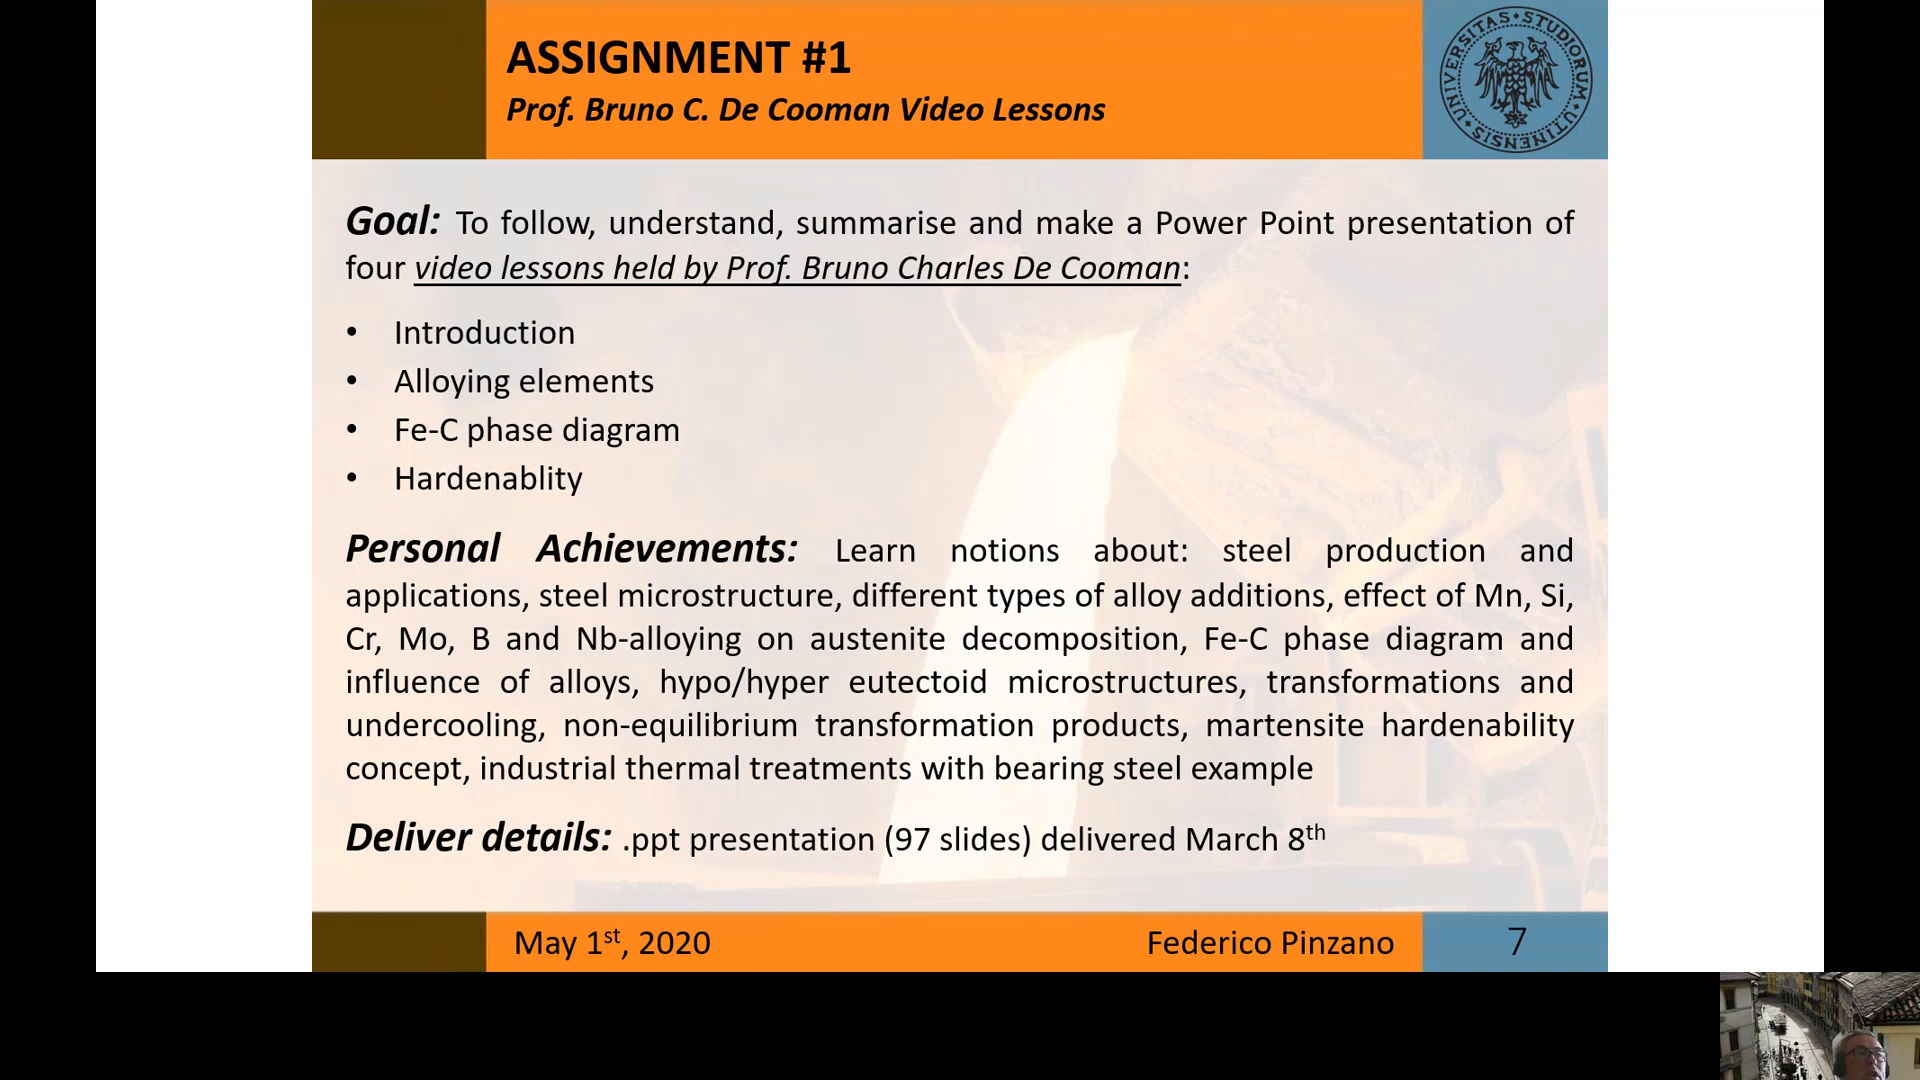 ASSIGNMENT #1
Prof. Bruno C. De Cooman Video Lessons
UNIVERSITAS • STUDIORUM • UTINENSIS •
Goal: To follow, understand, summarise and make a Power Point presentation of
four video lessons held by Prof. Bruno Charles De Cooman:
• Introduction
• Alloying elements
• Fe-C phase diagram
• Hardenablity
Personal Achievements: Learn notions about: steel production and
applications, steel microstructure, different types of alloy additions, effect of Mn, Si,
Cr, Mo, B and Nb-alloying on austenite decomposition, Fe-C phase diagram and
influence of alloys, hypo/hyper eutectoid microstructures, transformations and
undercooling, non-equilibrium transformation products, martensite hardenability
concept, industrial thermal treatments with bearing steel example
Deliver details: .ppt presentation (97 slides) delivered March 8th
May 1st, 2020
Federico Pinzano
7